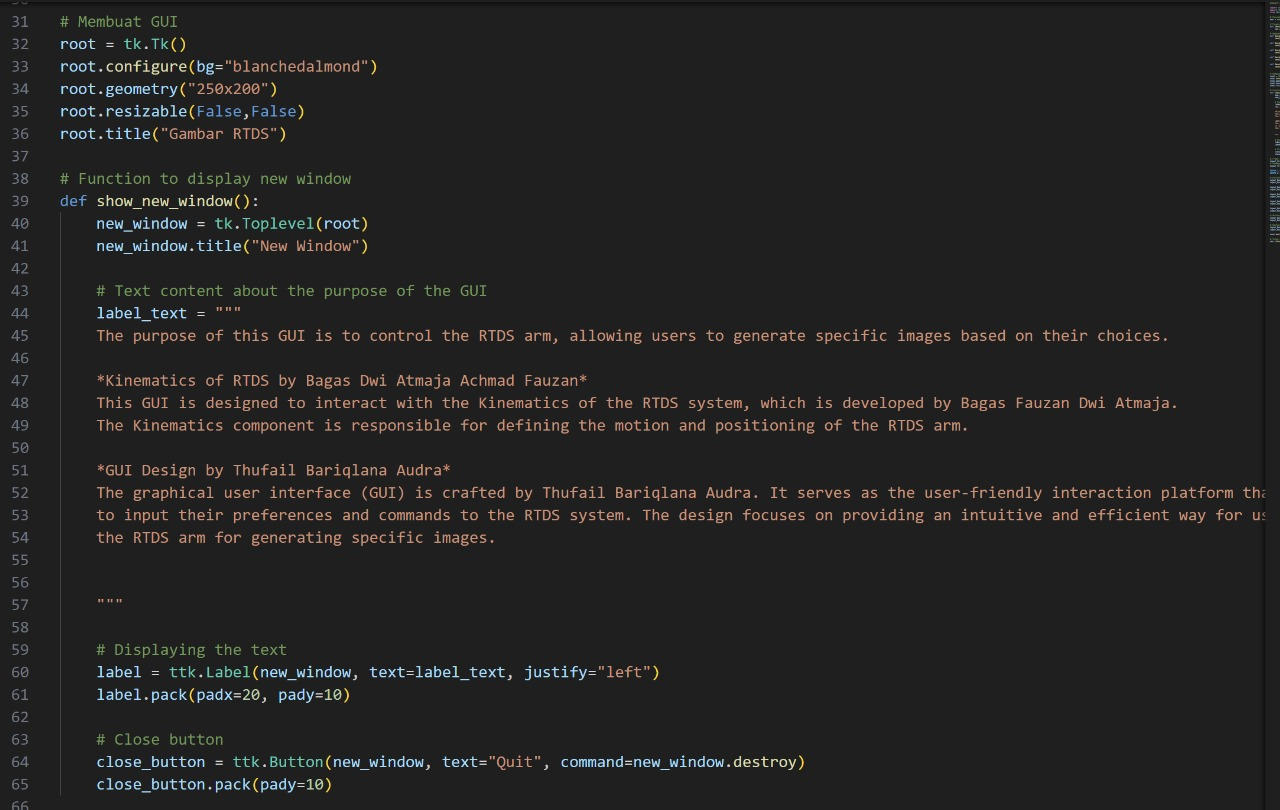 31 # Membuat GUI
32 root = tk.Tk()
33 root.configure(bg="blanchedalmond")
34 root.geometry("250x200")
35 root.resizable(False,False)
36 root.title("Gambar RTDS")
37
38 # Function to display new window
39 def show_new_window():
40     new_window = tk.Toplevel(root)
41     new_window.title("New Window")
42
43     # Text content about the purpose of the GUI
44     label_text = """
45     The purpose of this GUI is to control the RTDS arm, allowing users to generate specific images based on their choices.
46
47     *Kinematics of RTDS by Bagas Dwi Atmaja Achmad Fauzan*
48     This GUI is designed to interact with the Kinematics of the RTDS system, which is developed by Bagas Fauzan Dwi Atmaja.
49     The Kinematics component is responsible for defining the motion and positioning of the RTDS arm.
50
51     *GUI Design by Thufail Bariqlana Audra*
52     The graphical user interface (GUI) is crafted by Thufail Bariqlana Audra. It serves as the user-friendly interaction platform
53     to input their preferences and commands to the RTDS system. The design focuses on providing an intuitive and efficient way for
54     the RTDS arm for generating specific images.
55
56
57     """
58
59     # Displaying the text
60     label = ttk.Label(new_window, text=label_text, justify="left")
61     label.pack(padx=20, pady=10)
62
63     # Close button
64     close_button = ttk.Button(new_window, text="Quit", command=new_window.destroy)
65     close_button.pack(pady=10)
66